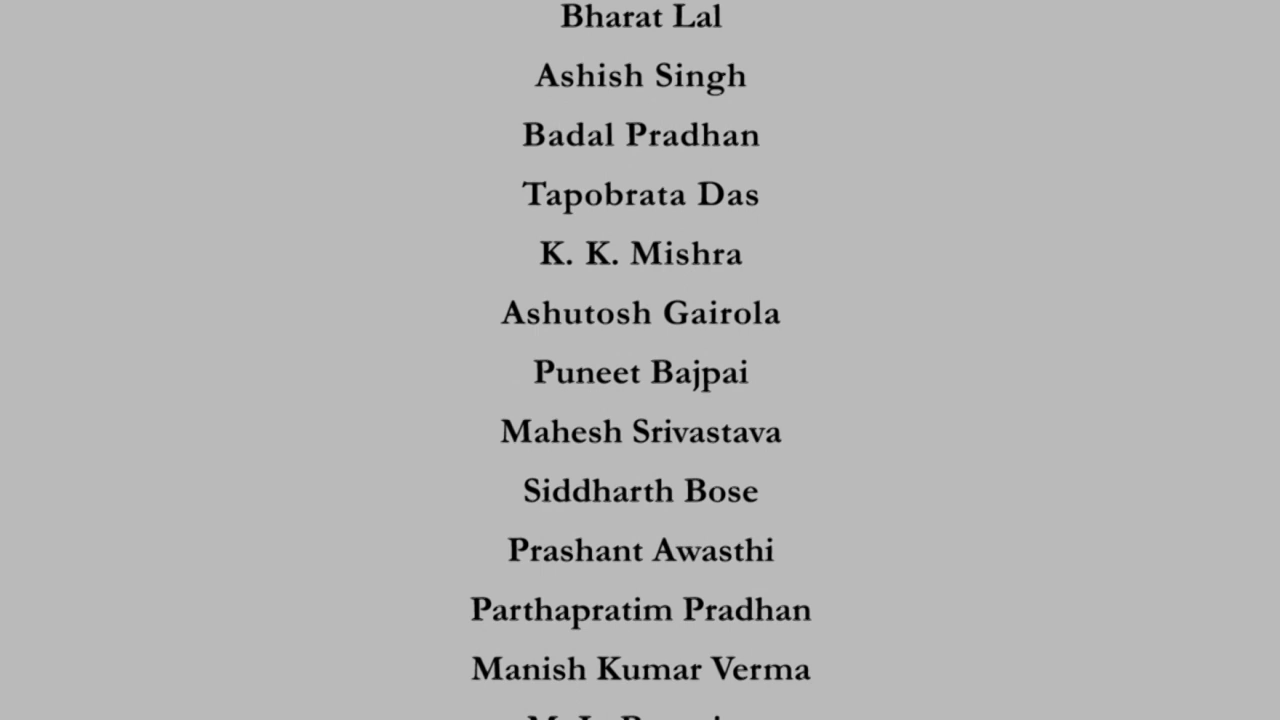 Bharat Lal
Ashish Singh
Badal Pradhan
Tapobrata Das
K. K. Mishra
Ashutosh Gairola
Puneet Bajpai
Mahesh Srivastava
Siddharth Bose
Prashant Awasthi
Parthapratim Pradhan
Manish Kumar Verma